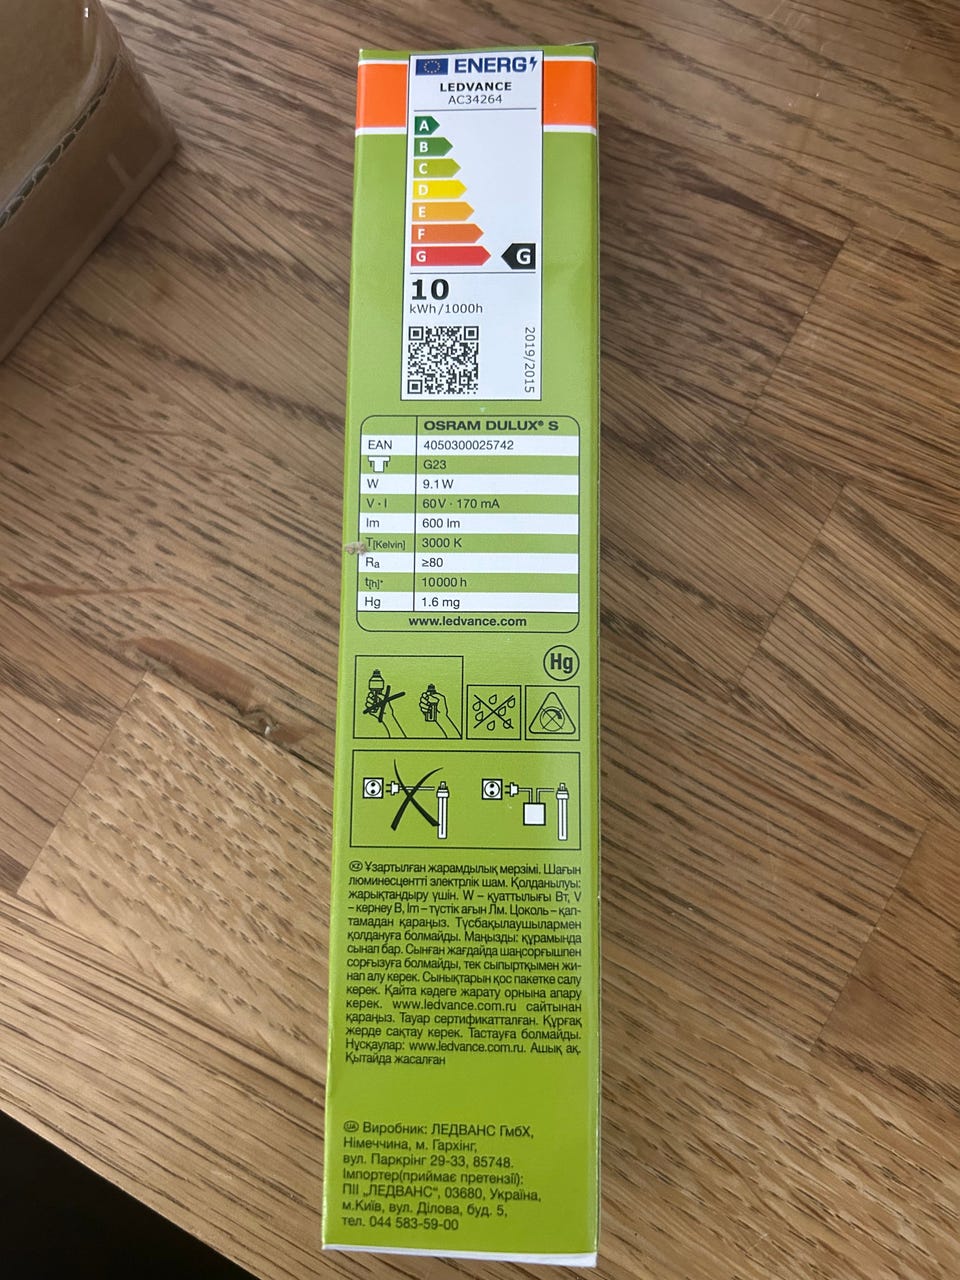 ENERG
LEDVANCE
AC34264
A
B
C
D
E
F
G
G
10
kWh/1000h
2019/2015
OSRAM DULUX® S
EAN 4050300025742
G23
W 9.1 W
V · I 60 V · 170 mA
lm 600 lm
T[Kelvin] 3000 K
Ra ≥80
t[h]* 10000 h
Hg 1.6 mg
www.ledvance.com
Hg
KZ Ұзартылған жарамдылық мерзімі. Шағын
люминесцентті электрлік шам. Қолданылуы:
жарықтандыру үшін. W – қуаттылығы Вт, V
– кернеу В, lm – түстік ағын Лм. Цоколь – қап-
тамадан қараңыз. Түсбақылаушылармен
қолдануға болмайды. Маңызды: құрамында
сынап бар. Сынған жағдайда шаңсорғышпен
сорғызуға болмайды, тек сыпыртқымен жи-
нап алу керек. Сынықтарын қос пакетке салу
керек. Қайта кәдеге жарату орнына апару
керек. www.ledvance.com.ru сайтынан
қараңыз. Тауар сертификатталған. Құрғақ
жерде сақтау керек. Тастауға болмайды.
Нұсқаулар: www.ledvance.com.ru. Ашық ақ.
Қытайда жасалған
UA Виробник: ЛЕДВАНС ГмбХ,
Німеччина, м. Гархінг,
вул. Паркрінг 29-33, 85748.
Імпортер(приймає претензії):
ПІІ „ЛЕДВАНС“, 03680, Україна,
м.Київ, вул. Ділова, буд. 5,
тел. 044 583-59-00